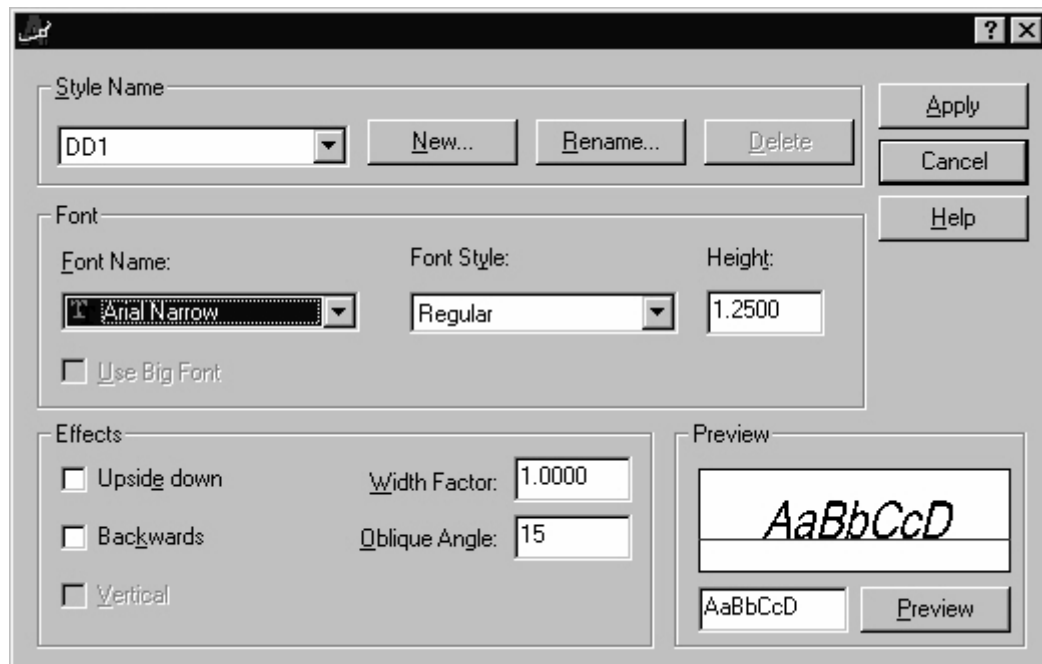 ?
Style Name
DD1
New...
Rename...
Delete
Apply
Cancel
Help
Font
Font Name:
Font Style:
Height:
Arial Narrow
Regular
1.2500
Use Big Font
Effects
Upside down
Width Factor:
1.0000
Backwards
Oblique Angle:
15
Vertical
Preview
AaBbCcD
AaBbCcD
Preview